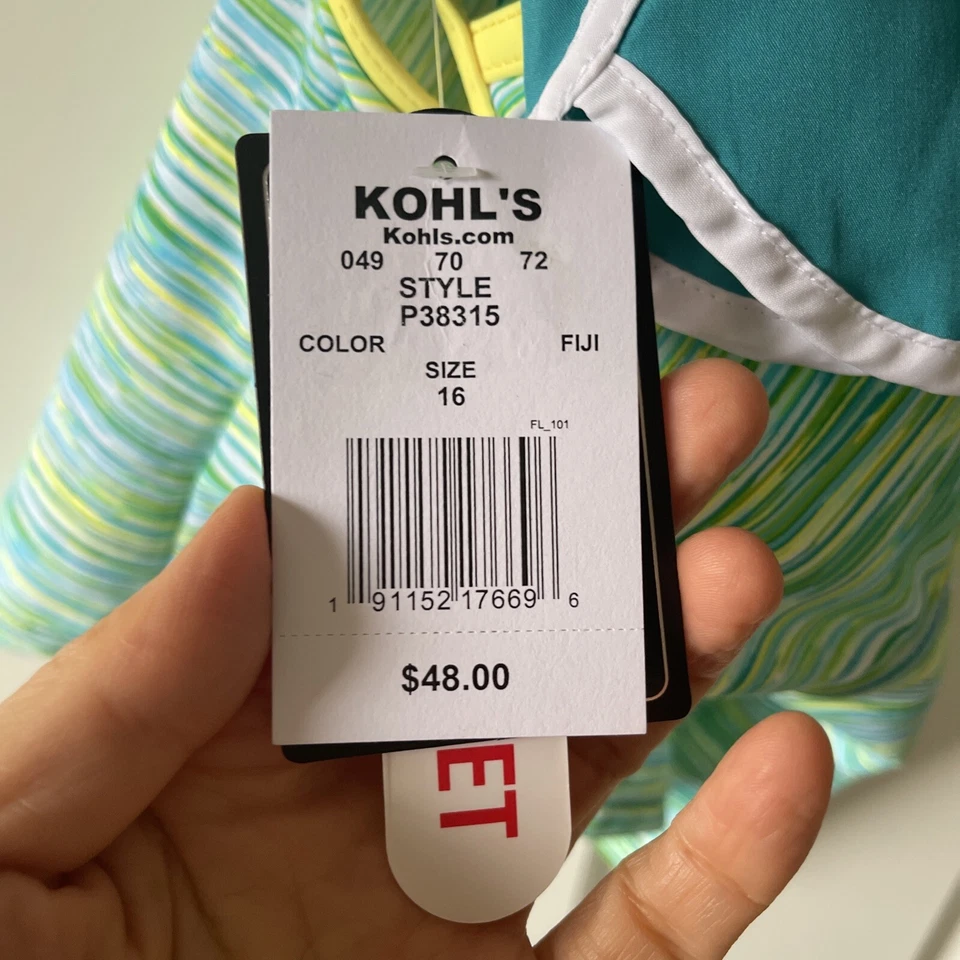 KOHL'S
Kohls.com
049 70 72
STYLE
P38315
COLOR FIJI
SIZE
16
FL_101
1 91152 17669 6
$48.00
ET